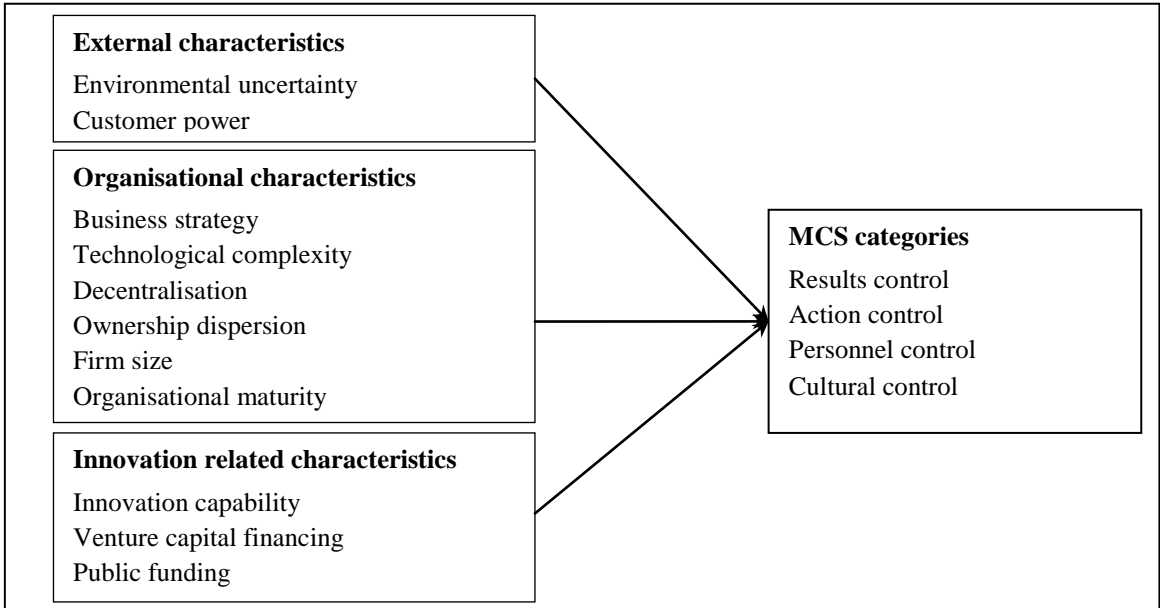 External characteristics
Environmental uncertainty
Customer power
Organisational characteristics
Business strategy
Technological complexity
Decentralisation
Ownership dispersion
Firm size
Organisational maturity
Innovation related characteristics
Innovation capability
Venture capital financing
Public funding
MCS categories
Results control
Action control
Personnel control
Cultural control